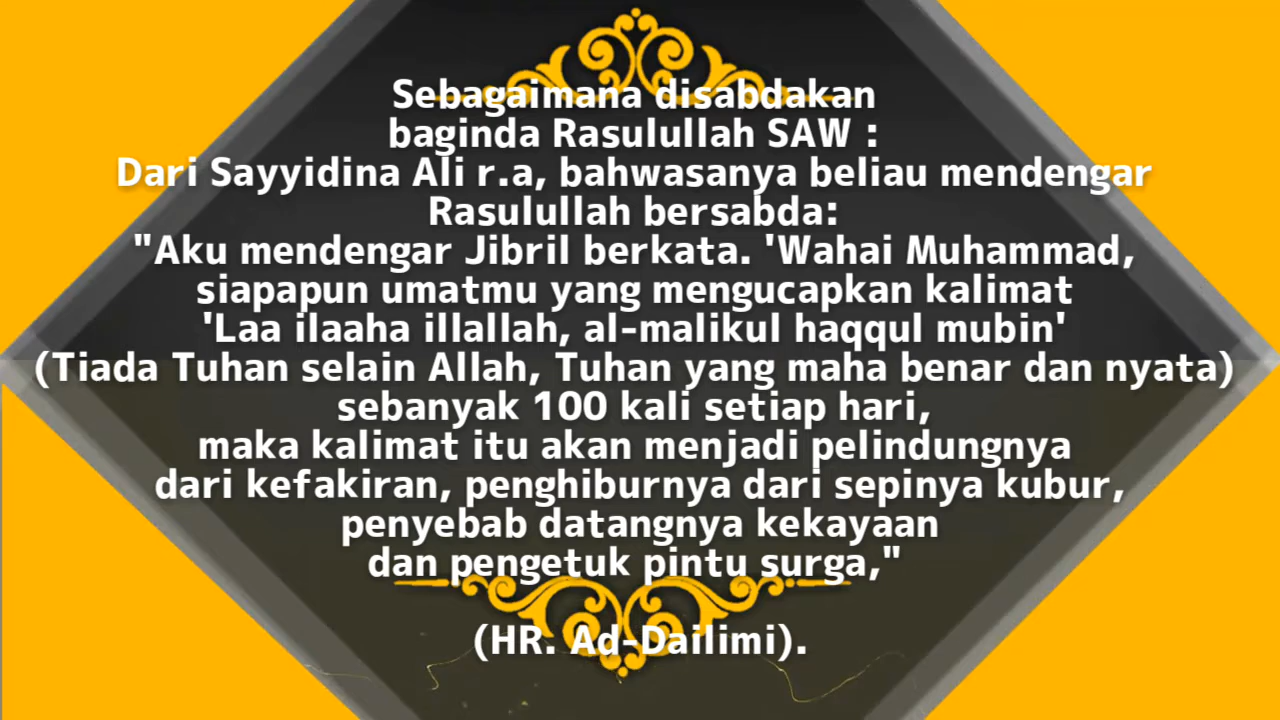 Sebagaimana disabdakan
baginda Rasulullah SAW :
Dari Sayyidina Ali r.a, bahwasanya beliau mendengar
Rasulullah bersabda:
"Aku mendengar Jibril berkata. 'Wahai Muhammad,
siapapun umatmu yang mengucapkan kalimat
'Laa ilaaha illallah, al-malikul haqqul mubin'
(Tiada Tuhan selain Allah, Tuhan yang maha benar dan nyata)
sebanyak 100 kali setiap hari,
maka kalimat itu akan menjadi pelindungnya
dari kefakiran, penghiburnya dari sepinya kubur,
penyebab datangnya kekayaan
dan pengetuk pintu surga,"
(HR. Ad-Dailimi).